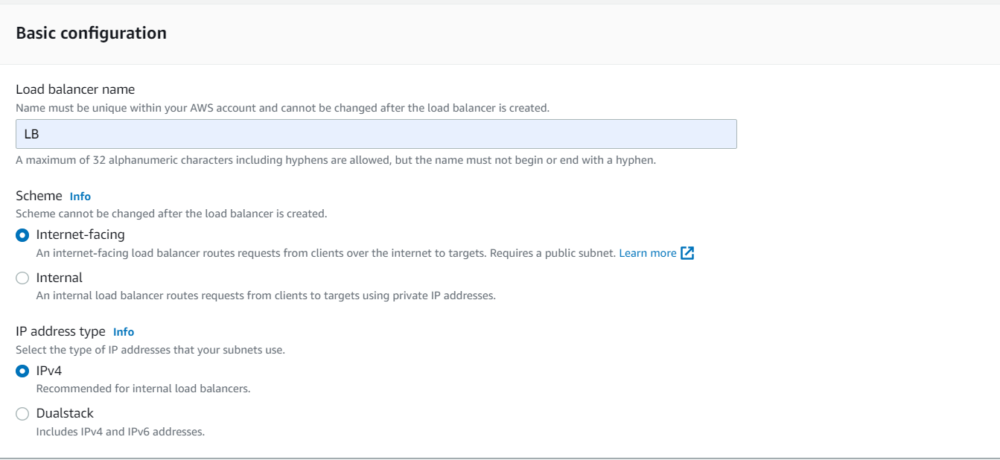 Basic configuration
Load balancer name
Name must be unique within your AWS account and cannot be changed after the load balancer is created.
LB
A maximum of 32 alphanumeric characters including hyphens are allowed, but the name must not begin or end with a hyphen.
Scheme Info
Scheme cannot be changed after the load balancer is created.
Internet-facing
An internet-facing load balancer routes requests from clients over the internet to targets. Requires a public subnet. Learn more
Internal
An internal load balancer routes requests from clients to targets using private IP addresses.
IP address type Info
Select the type of IP addresses that your subnets use.
IPv4
Recommended for internal load balancers.
Dualstack
Includes IPv4 and IPv6 addresses.